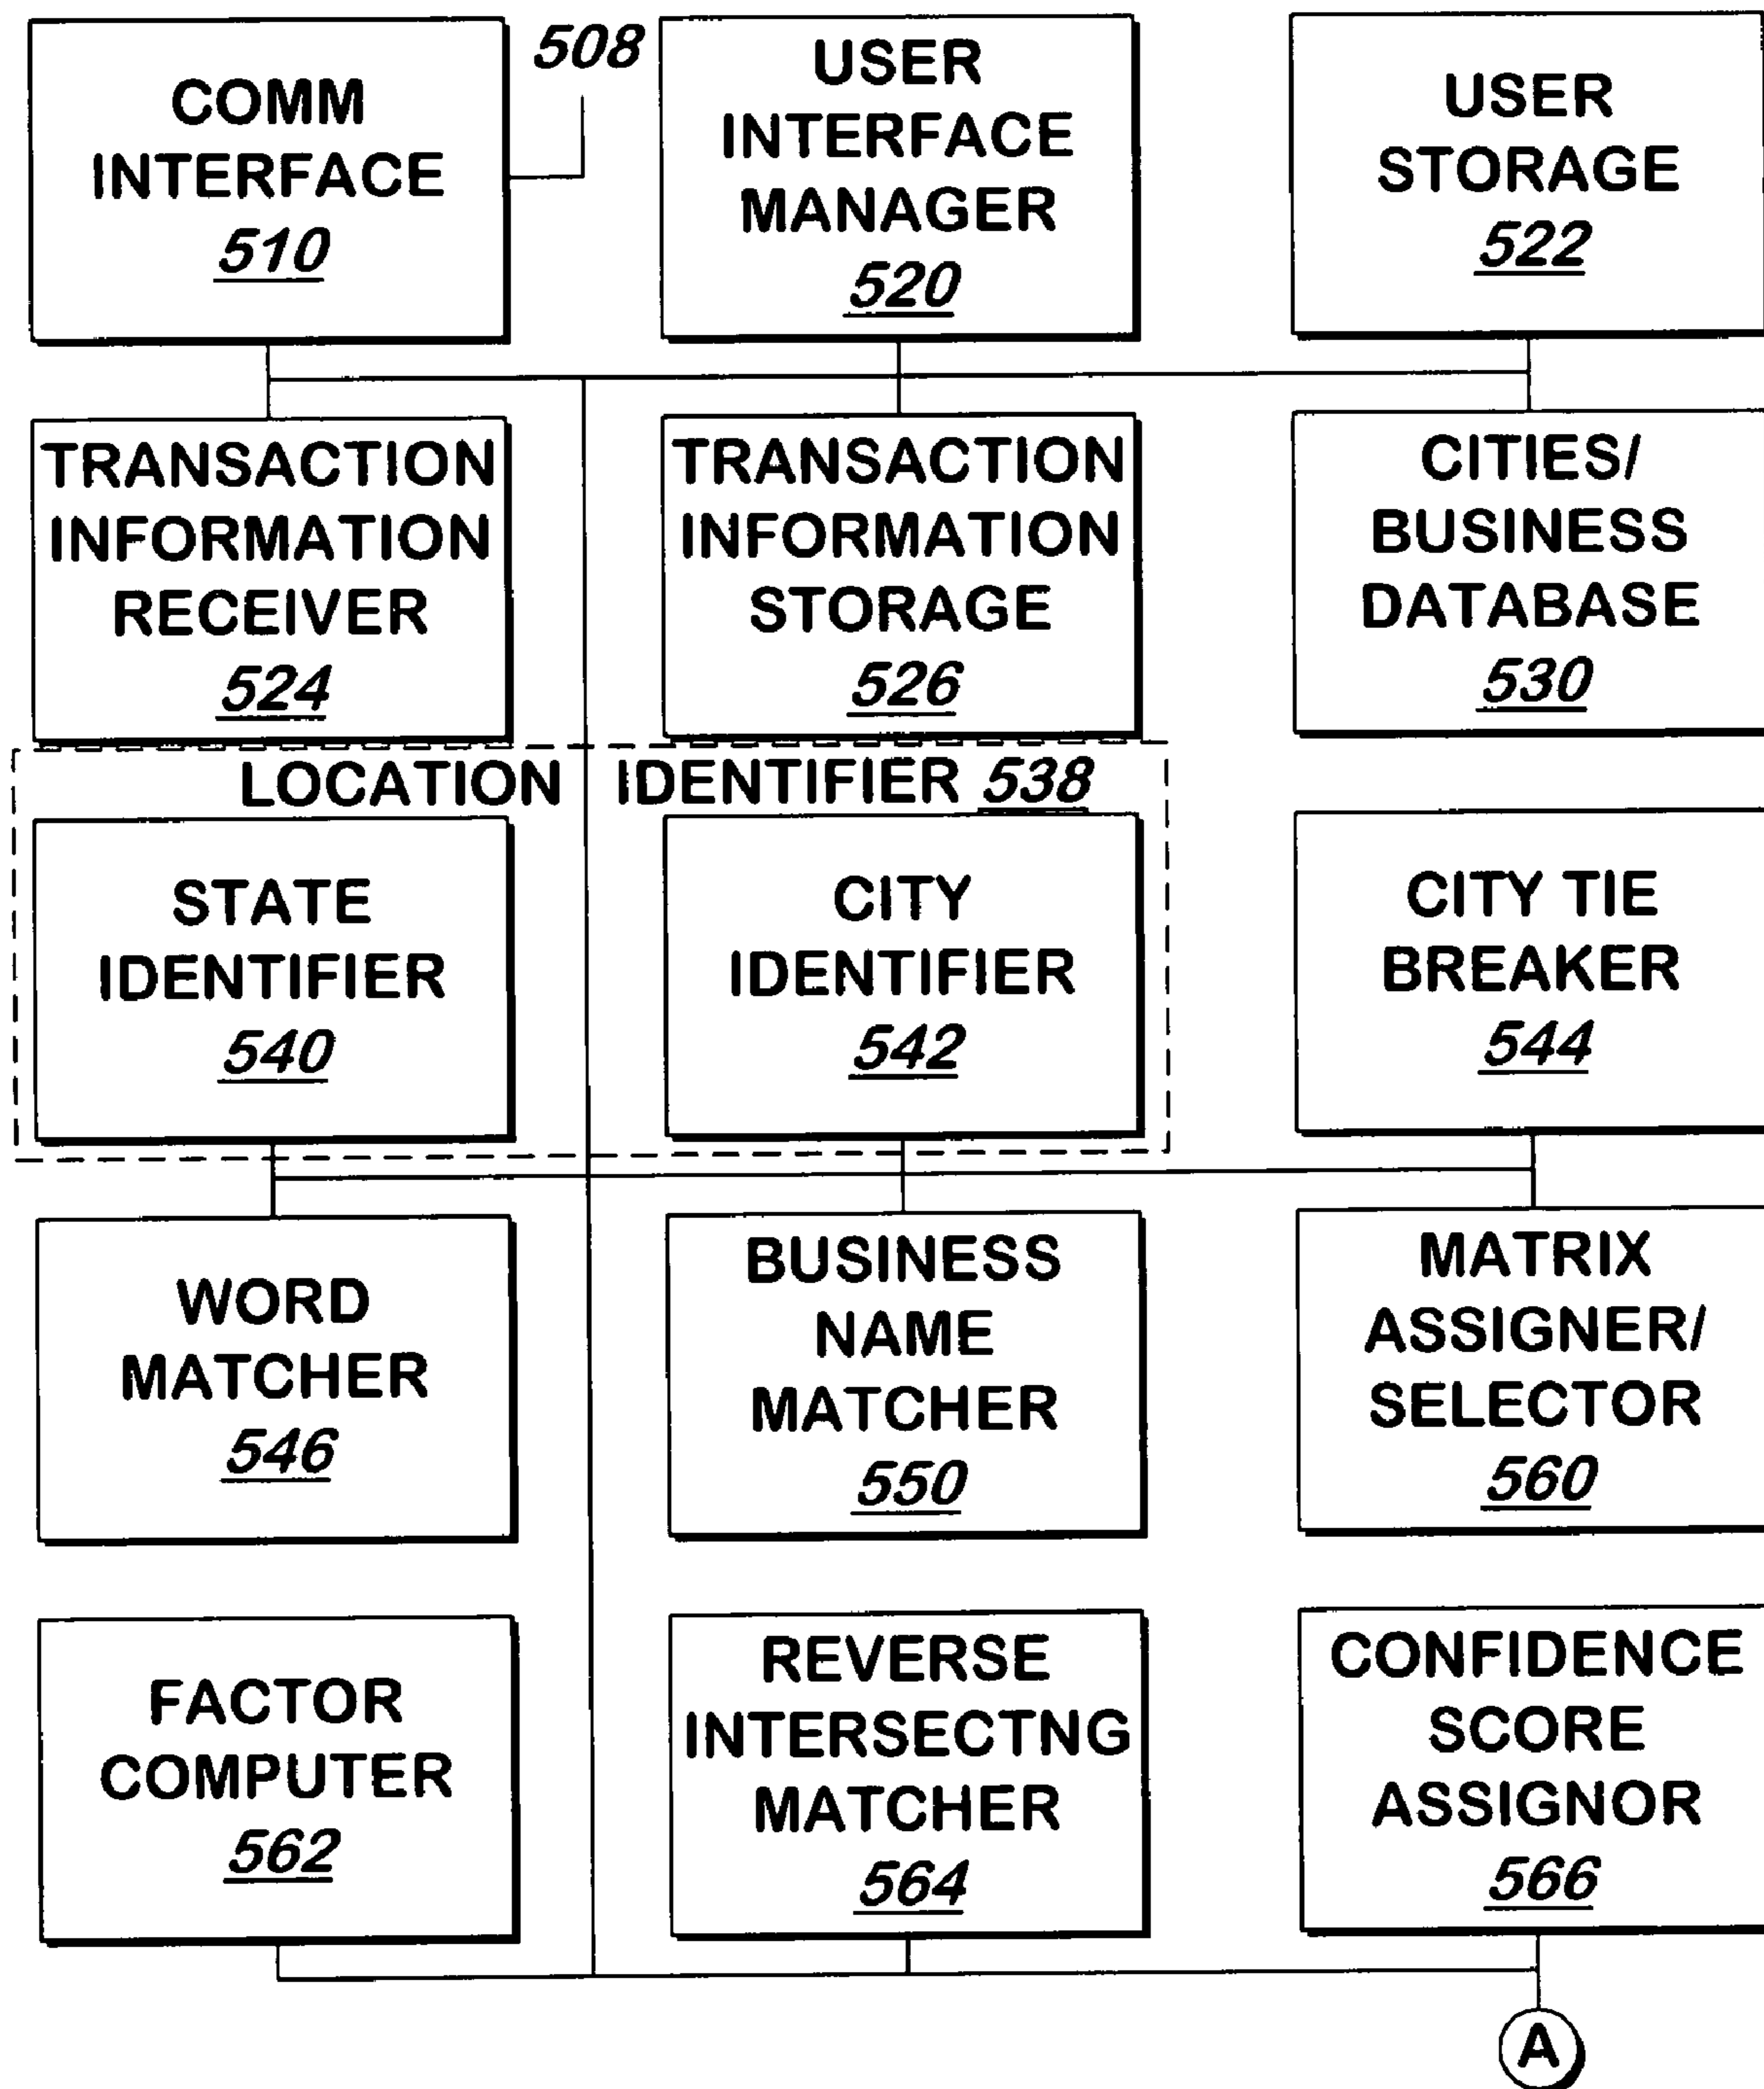 COMM
INTERFACE
510
508
USER
INTERFACE
MANAGER
520
USER
STORAGE
522
TRANSACTION
INFORMATION
RECEIVER
524
TRANSACTION
INFORMATION
STORAGE
526
CITIES/
BUSINESS
DATABASE
530
LOCATION IDENTIFIER 538
STATE
IDENTIFIER
540
CITY
IDENTIFIER
542
CITY TIE
BREAKER
544
WORD
MATCHER
546
BUSINESS
NAME
MATCHER
550
MATRIX
ASSIGNER/
SELECTOR
560
FACTOR
COMPUTER
562
REVERSE
INTERSECTNG
MATCHER
564
CONFIDENCE
SCORE
ASSIGNOR
566
A